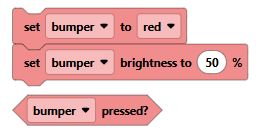 set bumper to red
set bumper brightness to 50 %
bumper pressed?